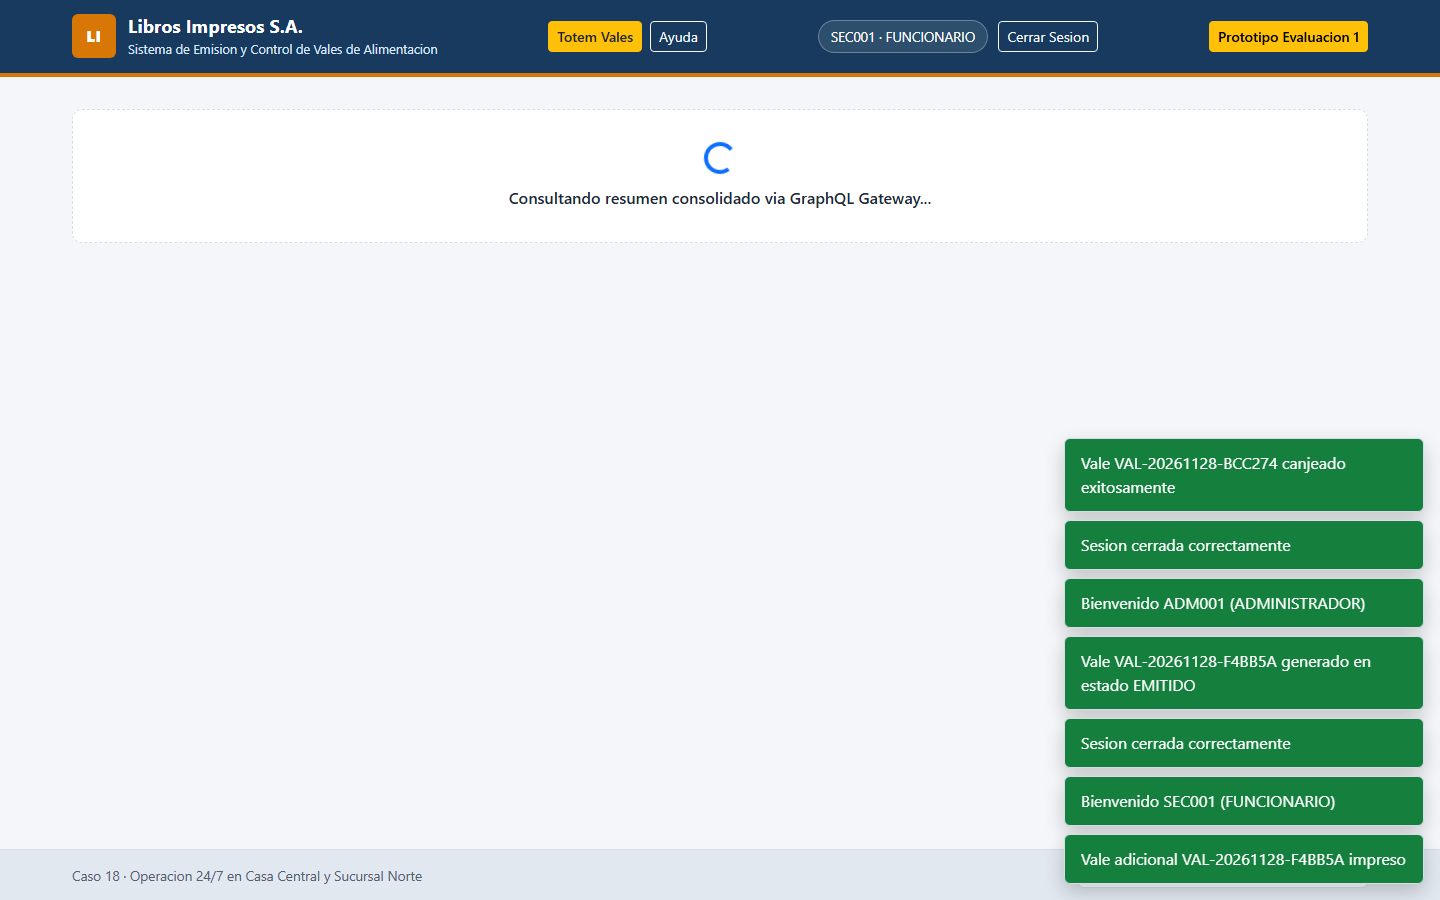 LI
Libros Impresos S.A.
Sistema de Emision y Control de Vales de Alimentacion
Totem Vales
Ayuda
SEC001 · FUNCIONARIO
Cerrar Sesion
Prototipo Evaluacion 1
Consultando resumen consolidado via GraphQL Gateway...
Vale VAL-20261128-BCC274 canjeado
exitosamente
Sesion cerrada correctamente
Bienvenido ADM001 (ADMINISTRADOR)
Vale VAL-20261128-F4BB5A generado en
estado EMITIDO
Sesion cerrada correctamente
Bienvenido SEC001 (FUNCIONARIO)
Vale adicional VAL-20261128-F4BB5A impreso
Caso 18 · Operacion 24/7 en Casa Central y Sucursal Norte